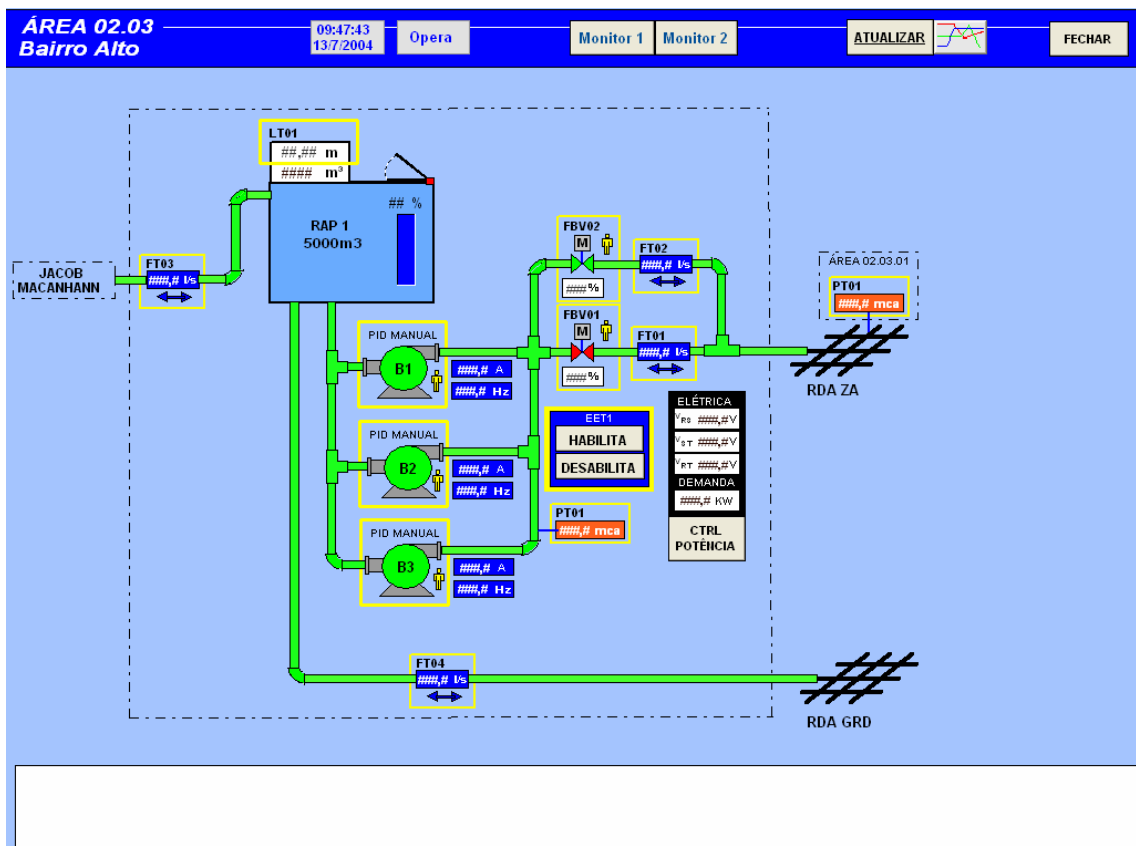 ÁREA 02.03
Bairro Alto
09:47:43
13/7/2004
Opera
Monitor 1
Monitor 2
ATUALIZAR
FECHAR
LT01
##,## m
#### m³
## %
RAP 1
5000m3
JACOB
MACANHANN
FT03
###,# l/s
FBV02
M
###%
FT02
###,# l/s
ÁREA 02.03.01
PT01
###,# mca
FBV01
M
###%
FT01
###,# l/s
RDA ZA
PID MANUAL
B1
###,# A
###,# Hz
PID MANUAL
B2
###,# A
###,# Hz
PID MANUAL
B3
###,# A
###,# Hz
EET1
HABILITA
DESABILITA
PT01
###,# mca
ELÉTRICA
VRS ###,#V
VST ###,#V
VRT ###,#V
DEMANDA
###,# KW
CTRL
POTÊNCIA
FT04
###,# l/s
RDA GRD